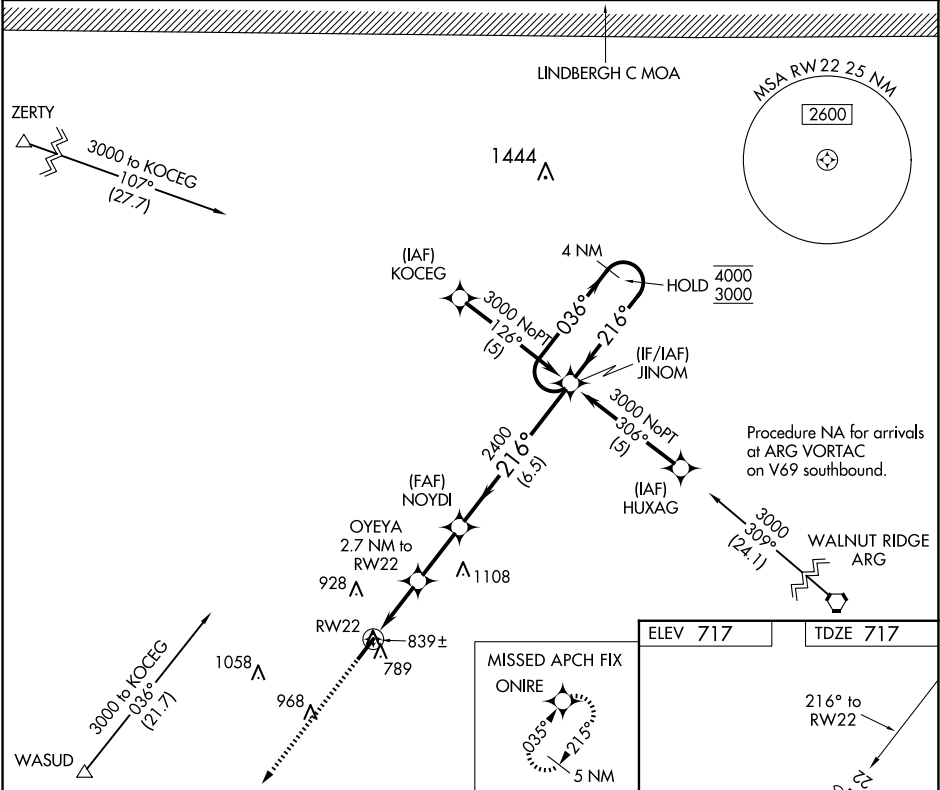 LINDBERGH C MOA
MSA RW22 25 NM
2600
ZERTY
3000 to KOCEG
107°
(27.7)
1444
(IAF)
KOCEG
3000 NoPT
126°
(5)
4 NM
036°
216°
HOLD
4000
3000
(IF/IAF)
JINOM
3000 NoPT
306°
(5)
(IAF)
HUXAG
Procedure NA for arrivals
at ARG VORTAC
on V69 southbound.
3000
309°
(24.1)
WALNUT RIDGE
ARG
2400
216°
(6.5)
(FAF)
NOYDI
OYEYA
2.7 NM to
RW22
928
1108
RW22
839±
789
1058
968
3000 to KOCEG
036°
(21.7)
WASUD
MISSED APCH FIX
ONIRE
035°
215°
5 NM
ELEV 717
TDZE 717
216° to
RW22
22